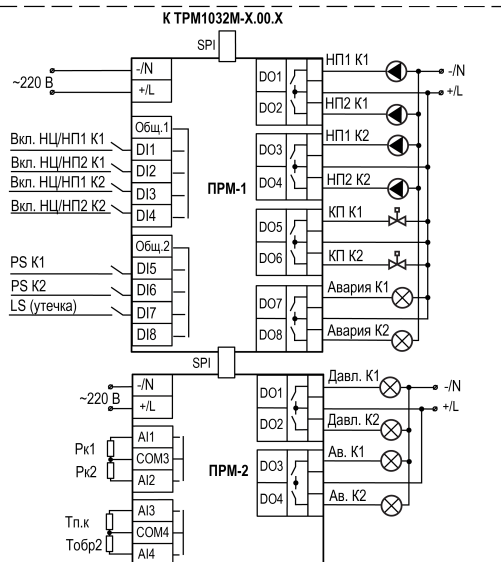 К ТРМ1032М-Х.00.Х
SPI
~220 В
-/N
+/L
Общ.1
Вкл. НЦ/НП1 К1
DI1
Вкл. НЦ/НП2 К1
DI2
Вкл. НЦ/НП1 К2
DI3
Вкл. НЦ/НП2 К2
DI4
Общ.2
PS К1
DI5
PS К2
DI6
LS (утечка)
DI7
DI8
ПРМ-1
DO1
НП1 К1
-/N
+/L
DO2
НП2 К1
DO3
НП1 К2
DO4
НП2 К2
DO5
КП К1
DO6
КП К2
DO7
Авария К1
DO8
Авария К2
SPI
~220 В
-/N
+/L
Рк1
AI1
COM3
Рк2
AI2
Тп.к
AI3
COM4
Тобр2
AI4
ПРМ-2
DO1
Давл. К1
-/N
+/L
DO2
Давл. К2
DO3
Ав. К1
DO4
Ав. К2